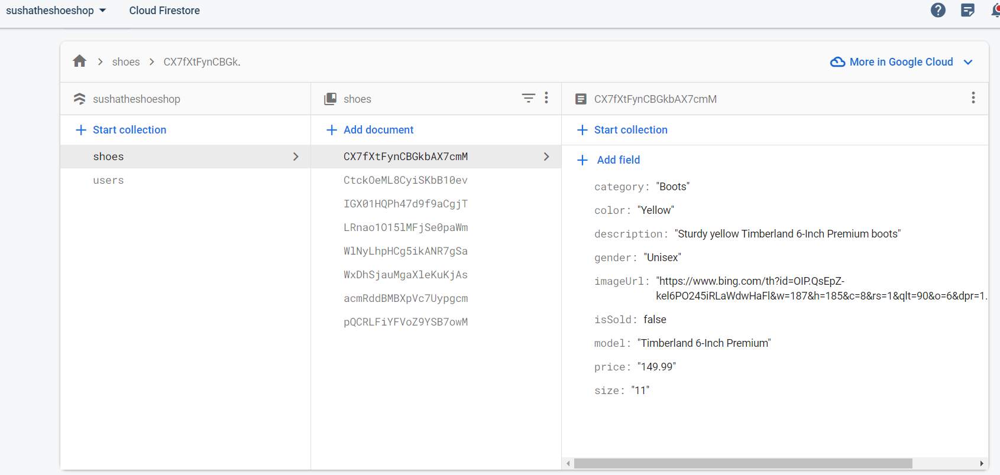 sushatheshoeshop Cloud Firestore
shoes CX7fXtFynCBGk.
More in Google Cloud
sushatheshoeshop
Start collection
shoes
users
shoes
Add document
CX7fXtFynCBGkbAX7cmM
CtckOeML8CyiSKbB10ev
IGX01HQPh47d9f9aCgjT
LRnao1O15lMFjSe0paWm
WlNyLhpHCg5ikANR7gSa
WxDhSjauMgaXleKuKjAs
acmRddBMBXpVc7Uypgcm
pQCRLFiYFVoZ9YSB7owM
CX7fXtFynCBGkbAX7cmM
Start collection
Add field
category: "Boots"
color: "Yellow"
description: "Sturdy yellow Timberland 6-Inch Premium boots"
gender: "Unisex"
imageUrl: "https://www.bing.com/th?id=OIP.QsEpZ-
kel6PO245iRLaWdwHaFl&w=187&h=185&c=8&rs=1&qlt=90&o=6&dpr=1.
isSold: false
model: "Timberland 6-Inch Premium"
price: "149.99"
size: "11"